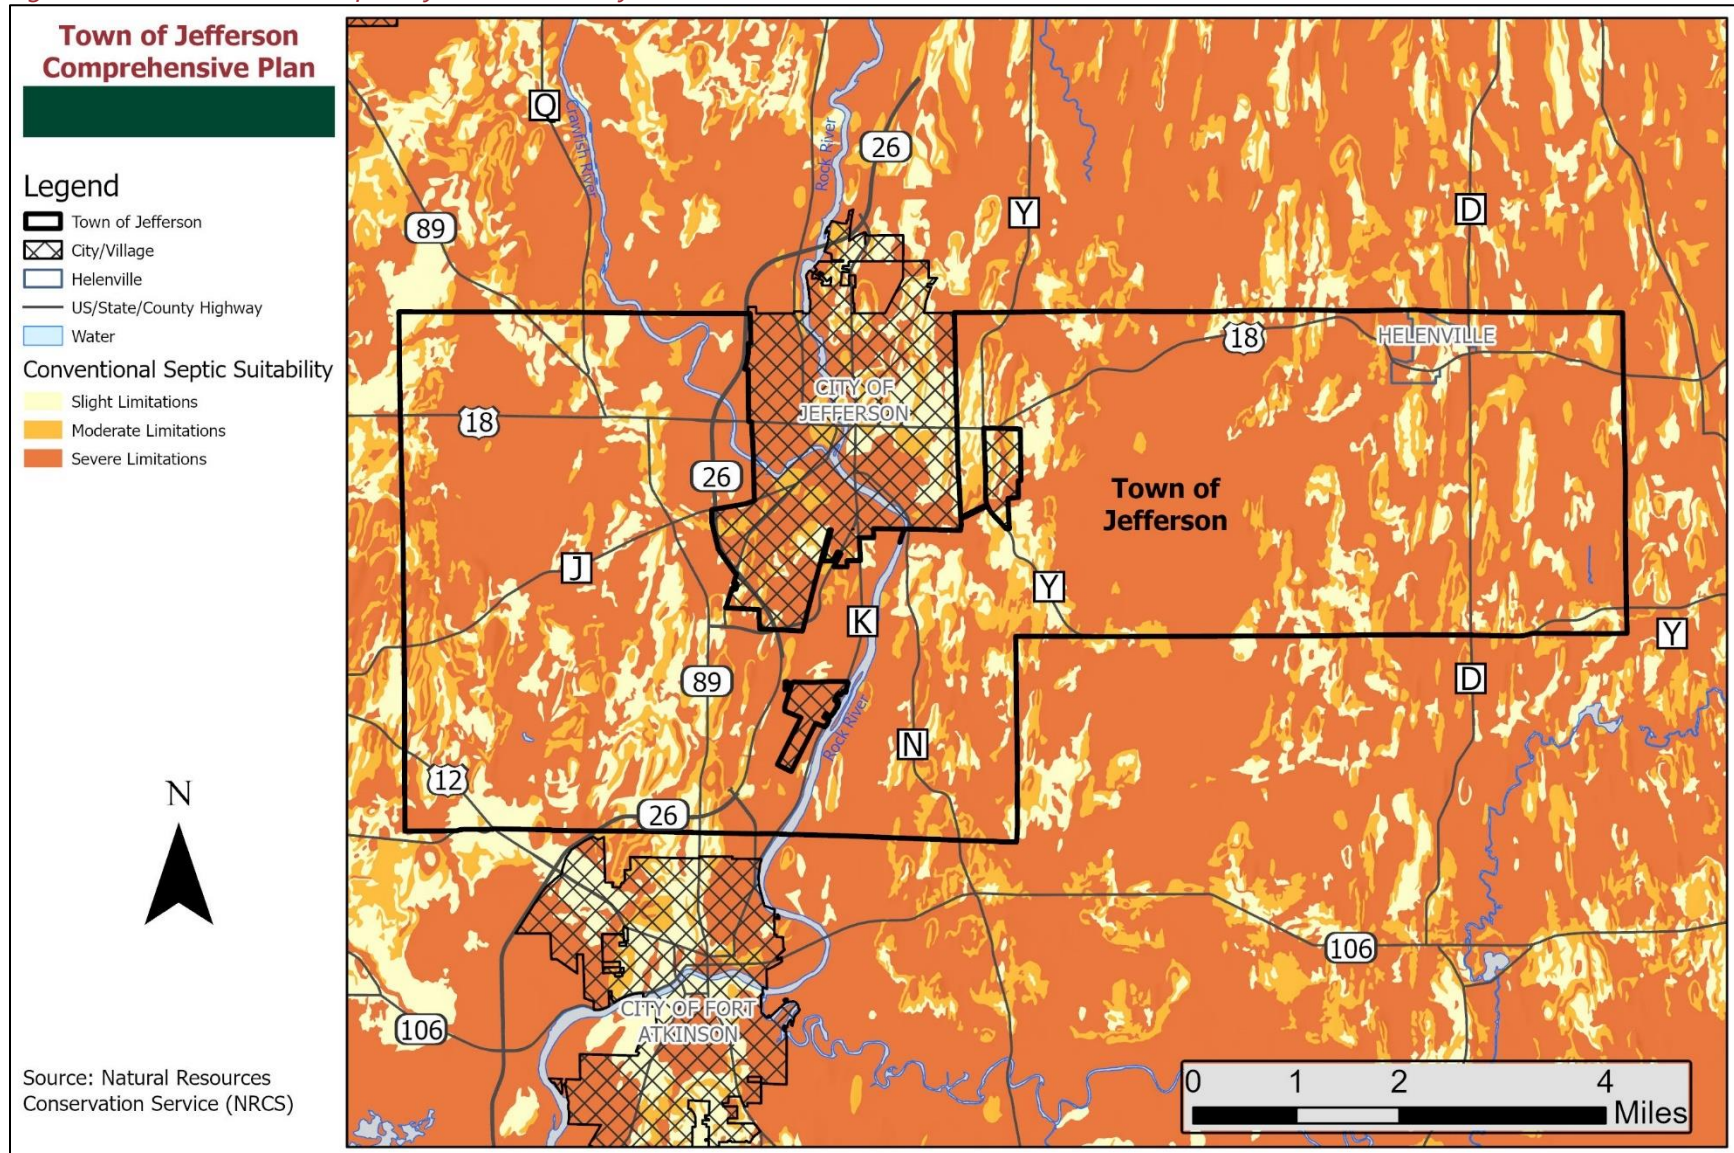 Town of Jefferson
Comprehensive Plan
Legend
Town of Jefferson
City/Village
Helenville
US/State/County Highway
Water
Conventional Septic Suitability
Slight Limitations
Moderate Limitations
Severe Limitations
N
Source: Natural Resources
Conservation Service (NRCS)
Q
Crawfish River
Rock River
26
89
Y
D
18
HELENVILLE
CITY OF
JEFFERSON
18
26
Town of
Jefferson
J
Y
K
Y
89
D
Rock River
N
12
26
106
CITY OF FORT
ATKINSON
106
0
1
2
4
Miles